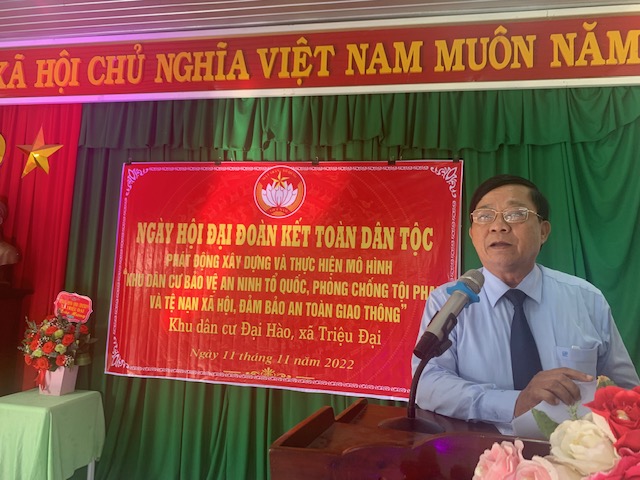 XÃ HỘI CHỦ NGHĨA VIỆT NAM MUÔN NĂM
NGÀY HỘI ĐẠI ĐOÀN KẾT TOÀN DÂN TỘC
PHÁT ĐỘNG XÂY DỰNG VÀ THỰC HIỆN MÔ HÌNH
"KHU DÂN CƯ BẢO VỆ AN NINH TỔ QUỐC, PHÒNG CHỐNG TỘI PHẠ
VÀ TỆ NẠN XÃ HỘI, ĐẢM BẢO AN TOÀN GIAO THÔNG"
Khu dân cư Đại Hào, xã Triệu Đại
Ngày 11 tháng 11 năm 2022